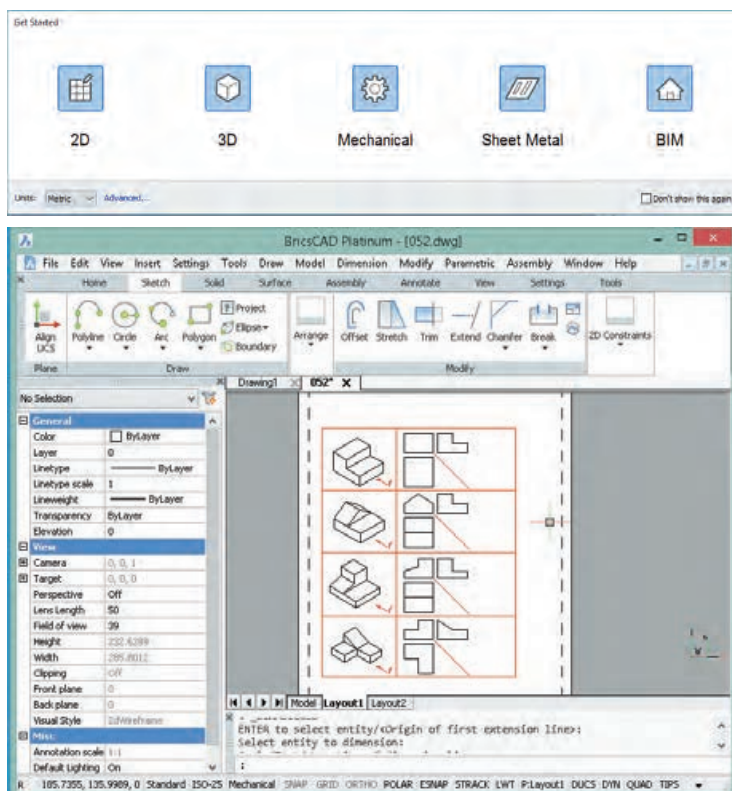 Get Started
2D 3D Mechanical Sheet Metal BIM
Units: Metric Advanced... Don't show this again
BricsCAD Platinum - [052.dwg]
File Edit View Insert Settings Tools Draw Model Dimension Modify Parametric Assembly Window Help
Home Sketch Solid Surface Assembly Annotate View Settings Tools
Align UCS Polyline Circle Arc Polygon Project Ellipse Boundary Arrange Offset Stretch Trim Extend Chamfer Break 2D Constraints
Plane Draw Modify
Drawing1 052*
No Selection
General
Color ByLayer
Layer 0
Linetype ByLayer
Linetype scale 1
Lineweight ByLayer
Transparency ByLayer
Elevation 0
View
Camera 0, 0, 1
Target 0, 0, 0
Perspective Off
Lens Length 50
Field of view 39
Height 232.6289
Width 285.8012
Clipping Off
Front plane 0
Back plane 0
Visual Style 2dWireframe
Misc
Annotation scale 1:1
Default Lighting On
Model Layout1 Layout2
ENTER to select entity/<Origin of first extension line>:
Select entity to dimension:
:
R 185.7355, 135.9989, 0 Standard ISO-25 Mechanical SNAP GRID ORTHO POLAR ESNAP STRACK LWT P:Layout1 DUCS DYN QUAD TIPS